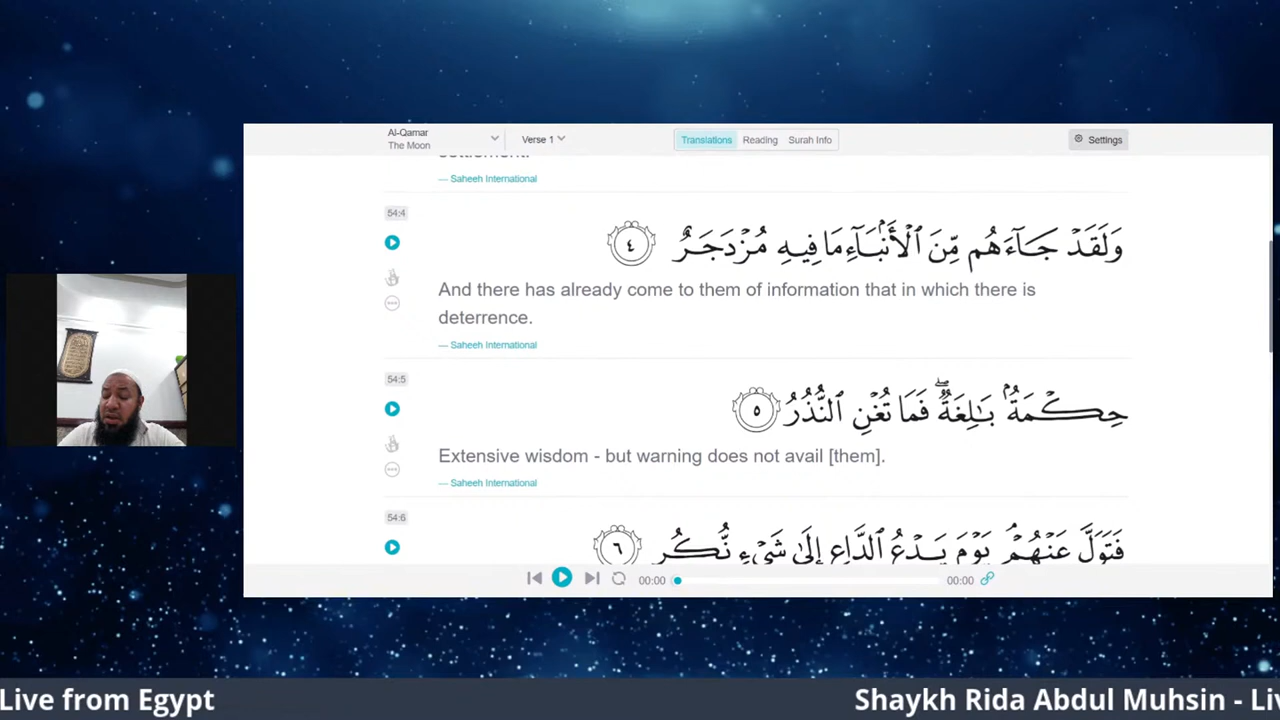 Al-Qamar
The Moon
Verse 1
Translations
Reading
Surah Info
Settings
settlement.
— Saheeh International
54:4
وَلَقَدْ جَآءَهُم مِّنَ ٱلْأَنۢبَآءِ مَا فِيهِ مُزْدَجَرٌ ٤
And there has already come to them of information that in which there is
deterrence.
— Saheeh International
54:5
حِكْمَةٌۢ بَـٰلِغَةٌۖ فَمَا تُغْنِ ٱلنُّذُرُ ٥
Extensive wisdom - but warning does not avail [them].
— Saheeh International
54:6
فَتَوَلَّ عَنْهُمْۘ يَوْمَ يَدْعُ ٱلدَّاعِ إِلَىٰ شَىْءٍ نُّكُرٍ ٦
00:00
00:00
Live from Egypt
Shaykh Rida Abdul Muhsin - Liv